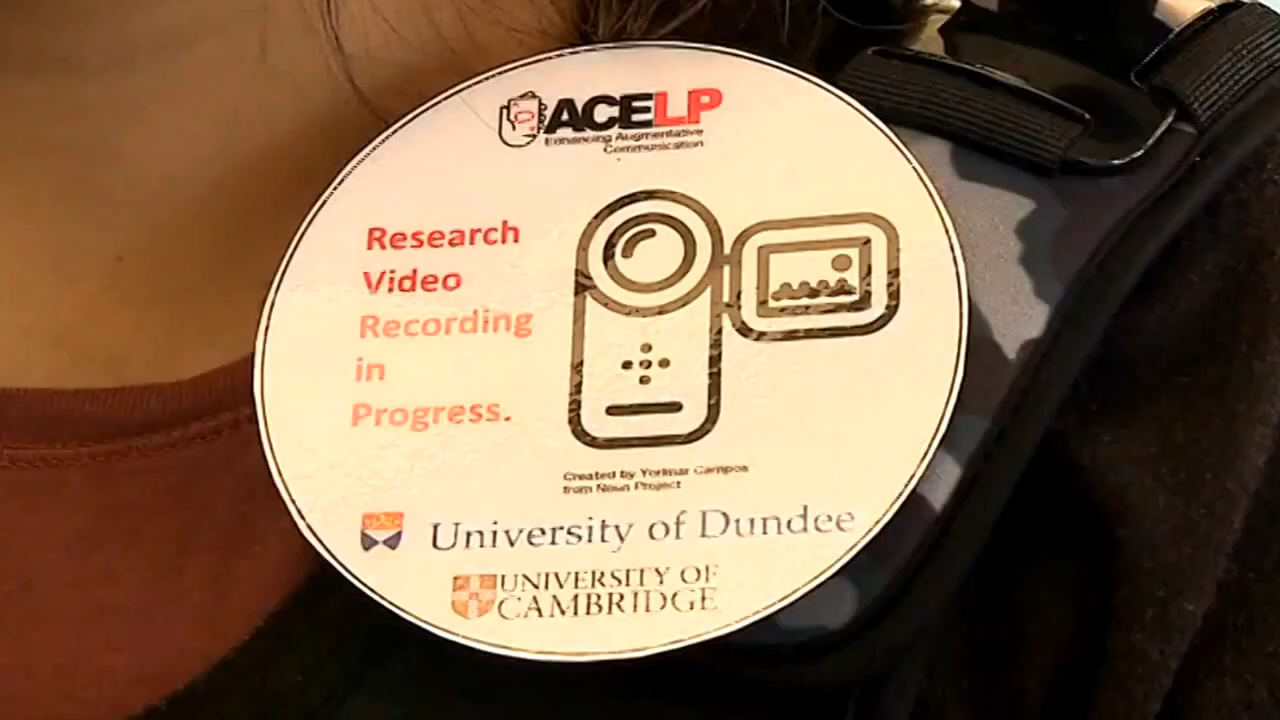 ACELP
Enhancing Augmentative
Communication
Research
Video
Recording
in
Progress.
Created by Yorlmar Campos
from Noun Project
University of Dundee
UNIVERSITY OF
CAMBRIDGE